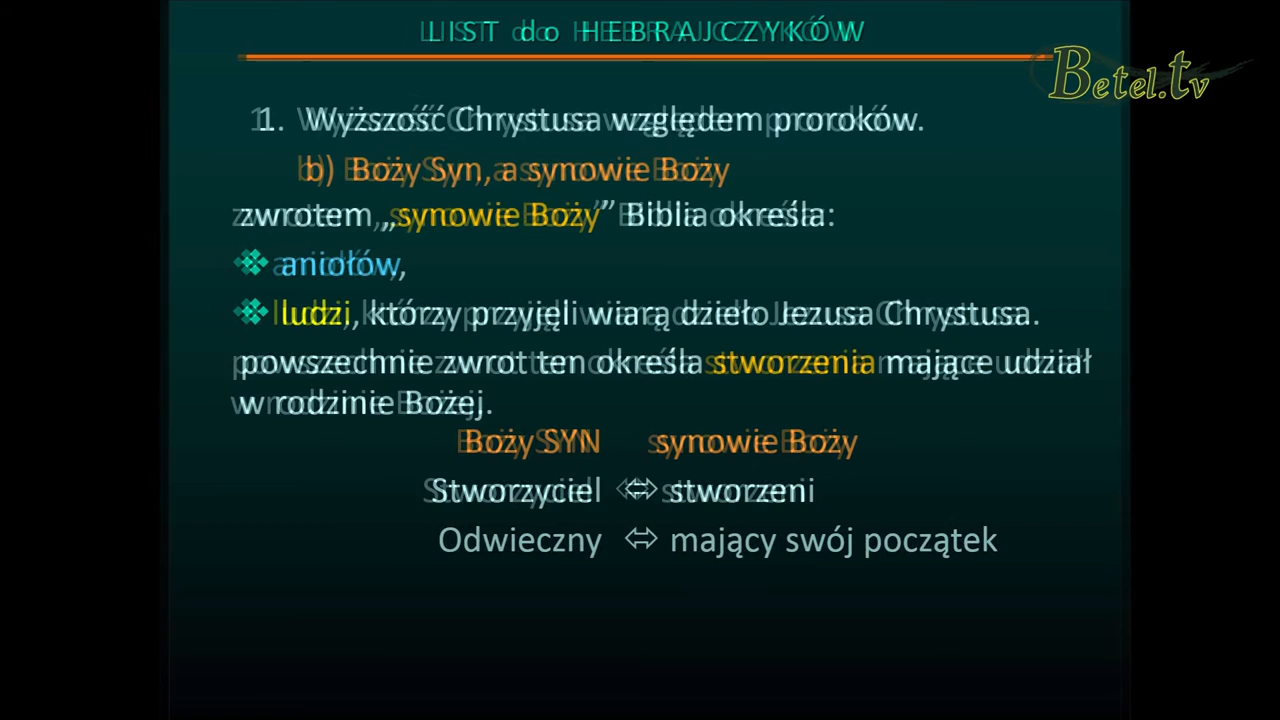 LIST do HEBRAJCZYKÓW
Betel.tv
1. Wyższość Chrystusa względem proroków.
b) Boży Syn, a synowie Boży
zwrotem „synowie Boży” Biblia określa:
aniołów,
ludzi, którzy przyjęli wiarą dzieło Jezusa Chrystusa.
powszechnie zwrot ten określa stworzenia mające udział
w rodzinie Bożej.
Boży SYN synowie Boży
Stworzyciel ⬄ stworzeni
Odwieczny ⬄ mający swój początek